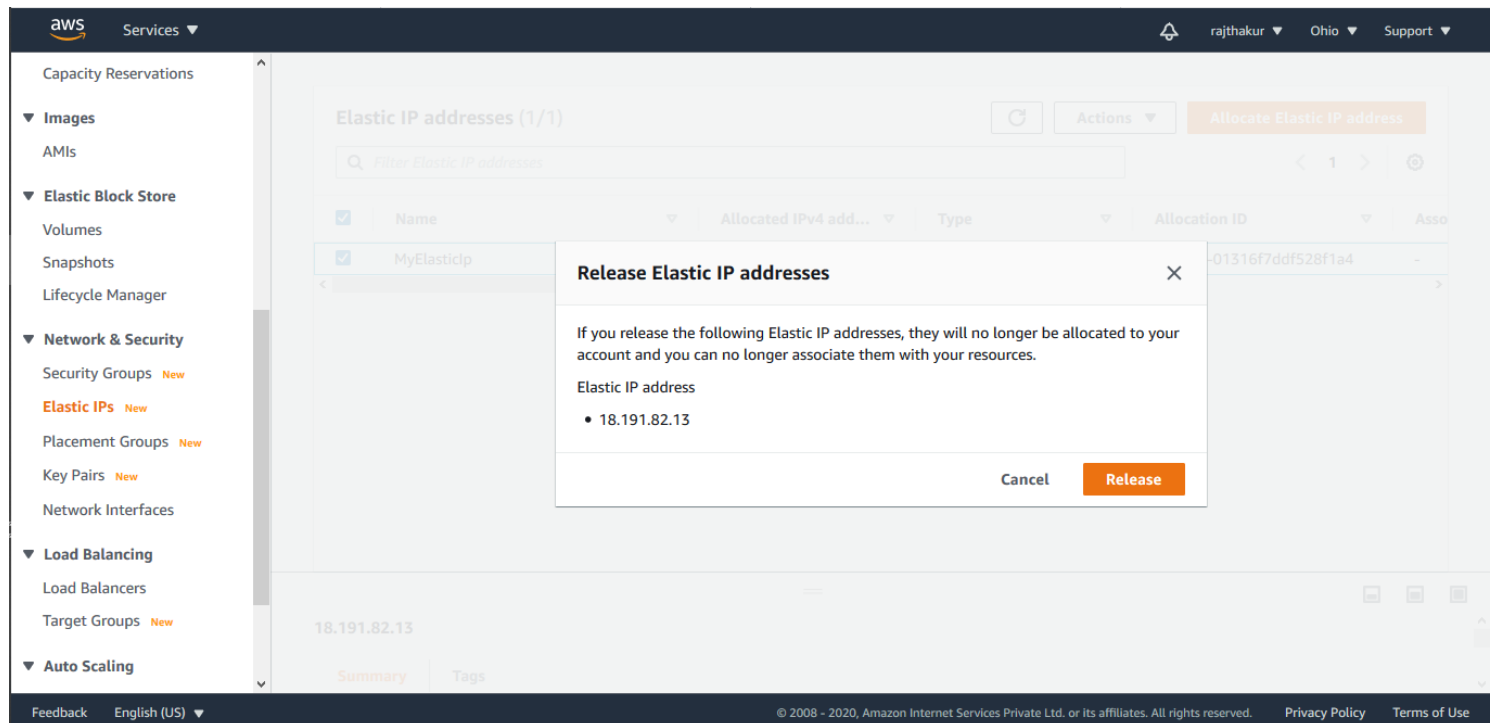 aws Services ▼ rajthakur ▼ Ohio ▼ Support ▼
Capacity Reservations
▼ Images
AMIs
▼ Elastic Block Store
Volumes
Snapshots
Lifecycle Manager
▼ Network & Security
Security Groups New
Elastic IPs New
Placement Groups New
Key Pairs New
Network Interfaces
▼ Load Balancing
Load Balancers
Target Groups New
▼ Auto Scaling
Elastic IP addresses (1/1)
Actions ▼
Allocate Elastic IP address
Filter Elastic IP addresses
< 1 >
Name Allocated IPv4 add... Type Allocation ID Asso
MyElasticIp -01316f7ddf528f1a4 -
Release Elastic IP addresses
If you release the following Elastic IP addresses, they will no longer be allocated to your
account and you can no longer associate them with your resources.
Elastic IP address
• 18.191.82.13
Cancel Release
18.191.82.13
Summary Tags
Feedback English (US) ▼ © 2008 - 2020, Amazon Internet Services Private Ltd. or its affiliates. All rights reserved. Privacy Policy Terms of Use